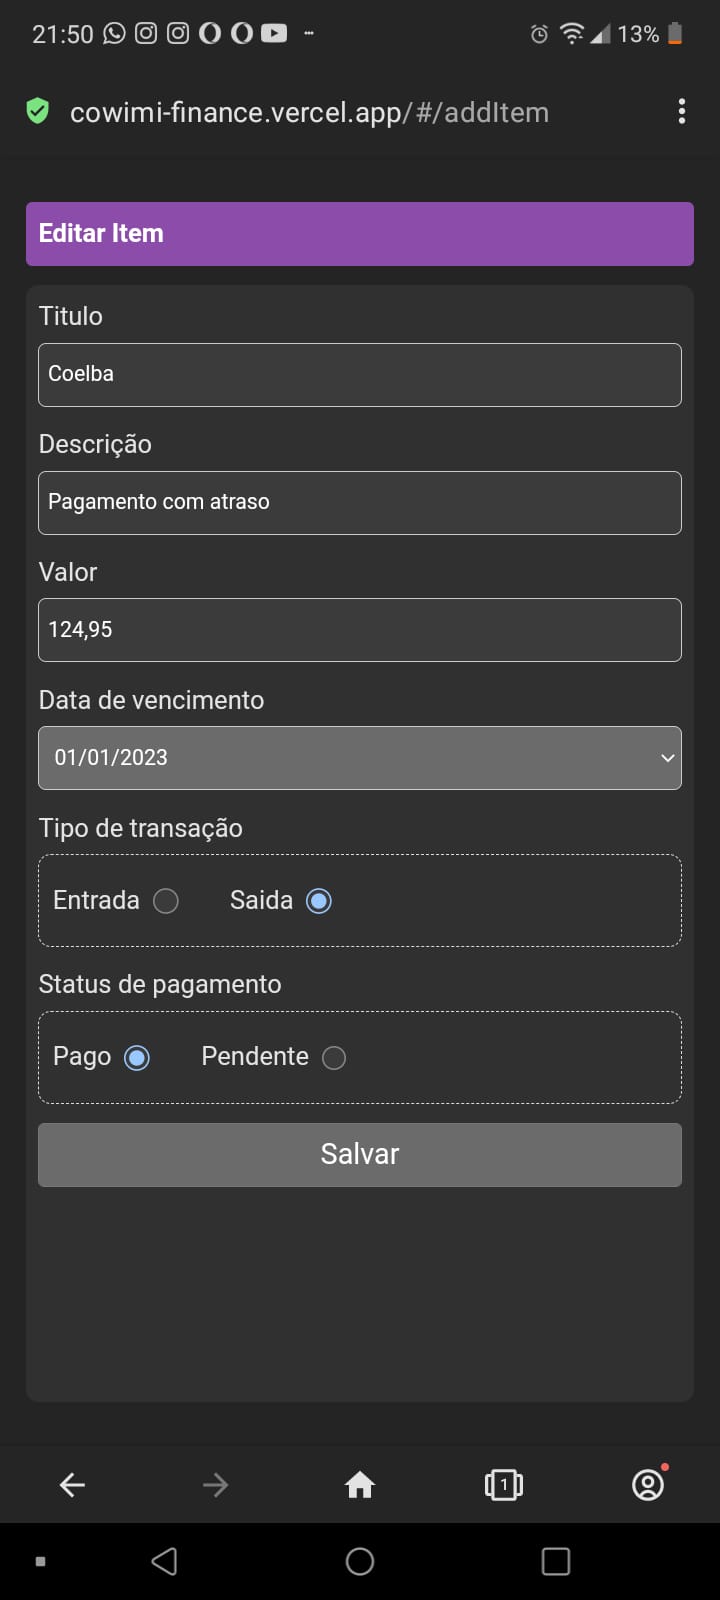 21:50
13%
cowimi-finance.vercel.app/#/addItem
Editar Item
Titulo
Coelba
Descrição
Pagamento com atraso
Valor
124,95
Data de vencimento
01/01/2023
Tipo de transação
Entrada Saida
Status de pagamento
Pago Pendente
Salvar
1